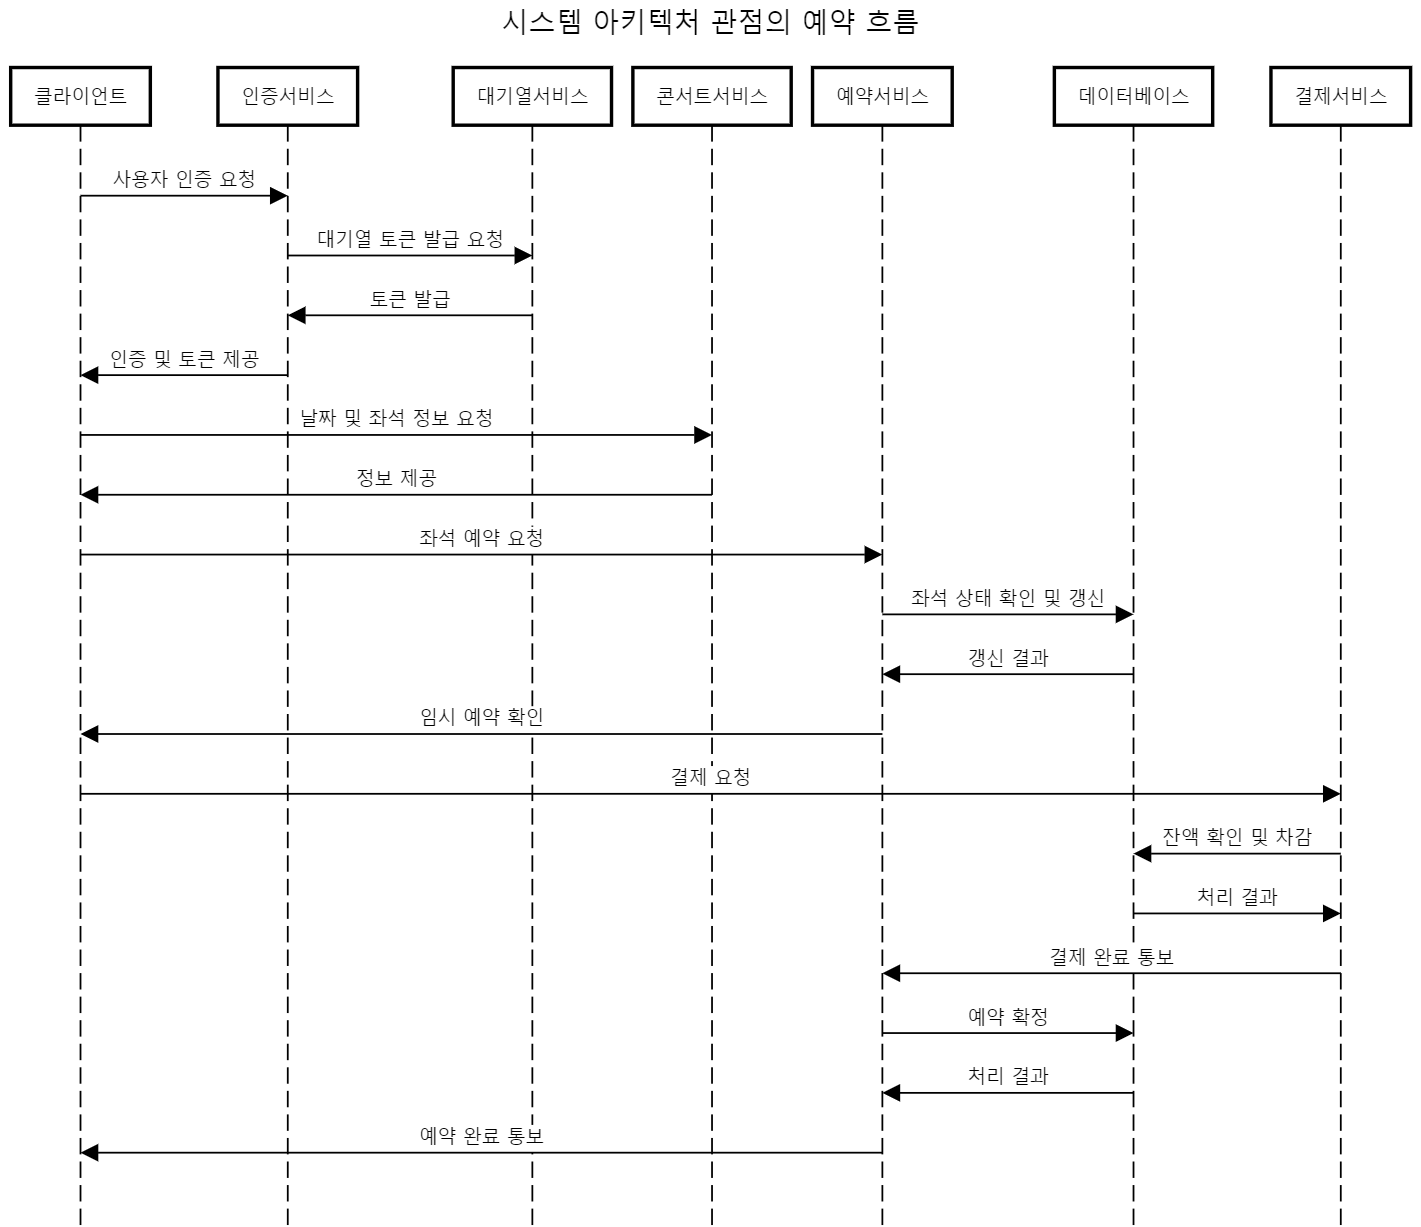 시스템 아키텍처 관점의 예약 흐름
클라이언트 인증서비스 대기열서비스 콘서트서비스 예약서비스 데이터베이스 결제서비스
사용자 인증 요청
대기열 토큰 발급 요청
토큰 발급
인증 및 토큰 제공
날짜 및 좌석 정보 요청
정보 제공
좌석 예약 요청
좌석 상태 확인 및 갱신
갱신 결과
임시 예약 확인
결제 요청
잔액 확인 및 차감
처리 결과
결제 완료 통보
예약 확정
처리 결과
예약 완료 통보